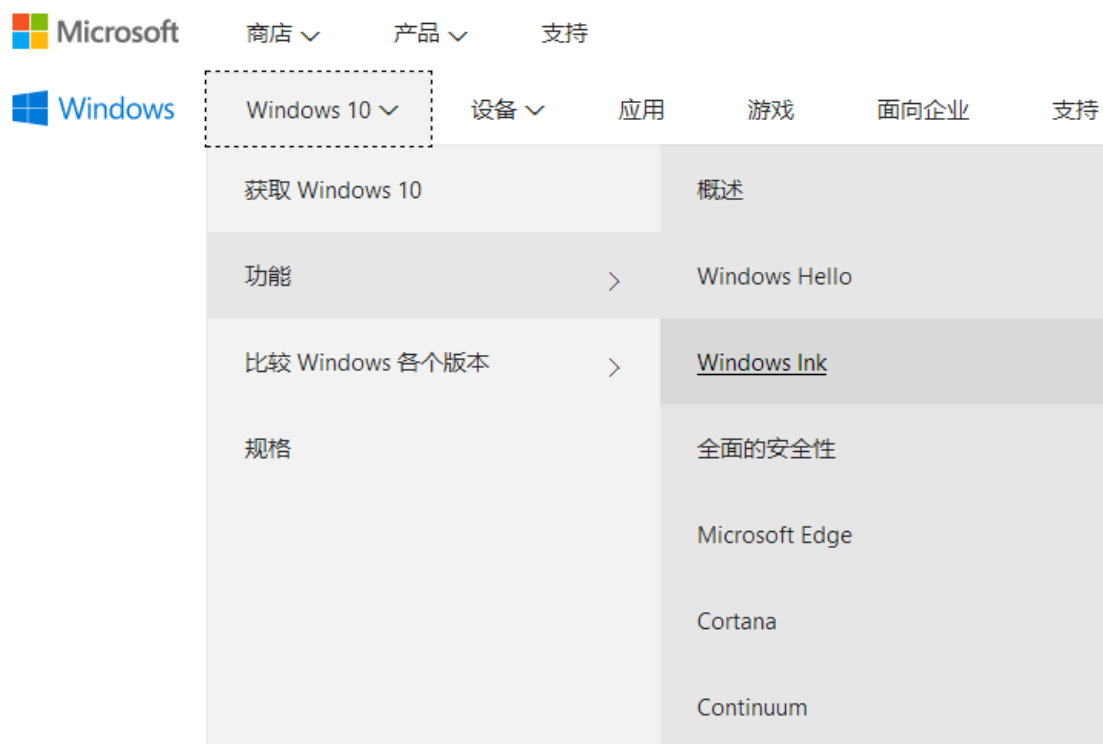 Microsoft 商店 产品 支持
Windows Windows 10 设备 应用 游戏 面向企业 支持
获取 Windows 10 概述
功能 Windows Hello
比较 Windows 各个版本 Windows Ink
规格 全面的安全性
Microsoft Edge
Cortana
Continuum